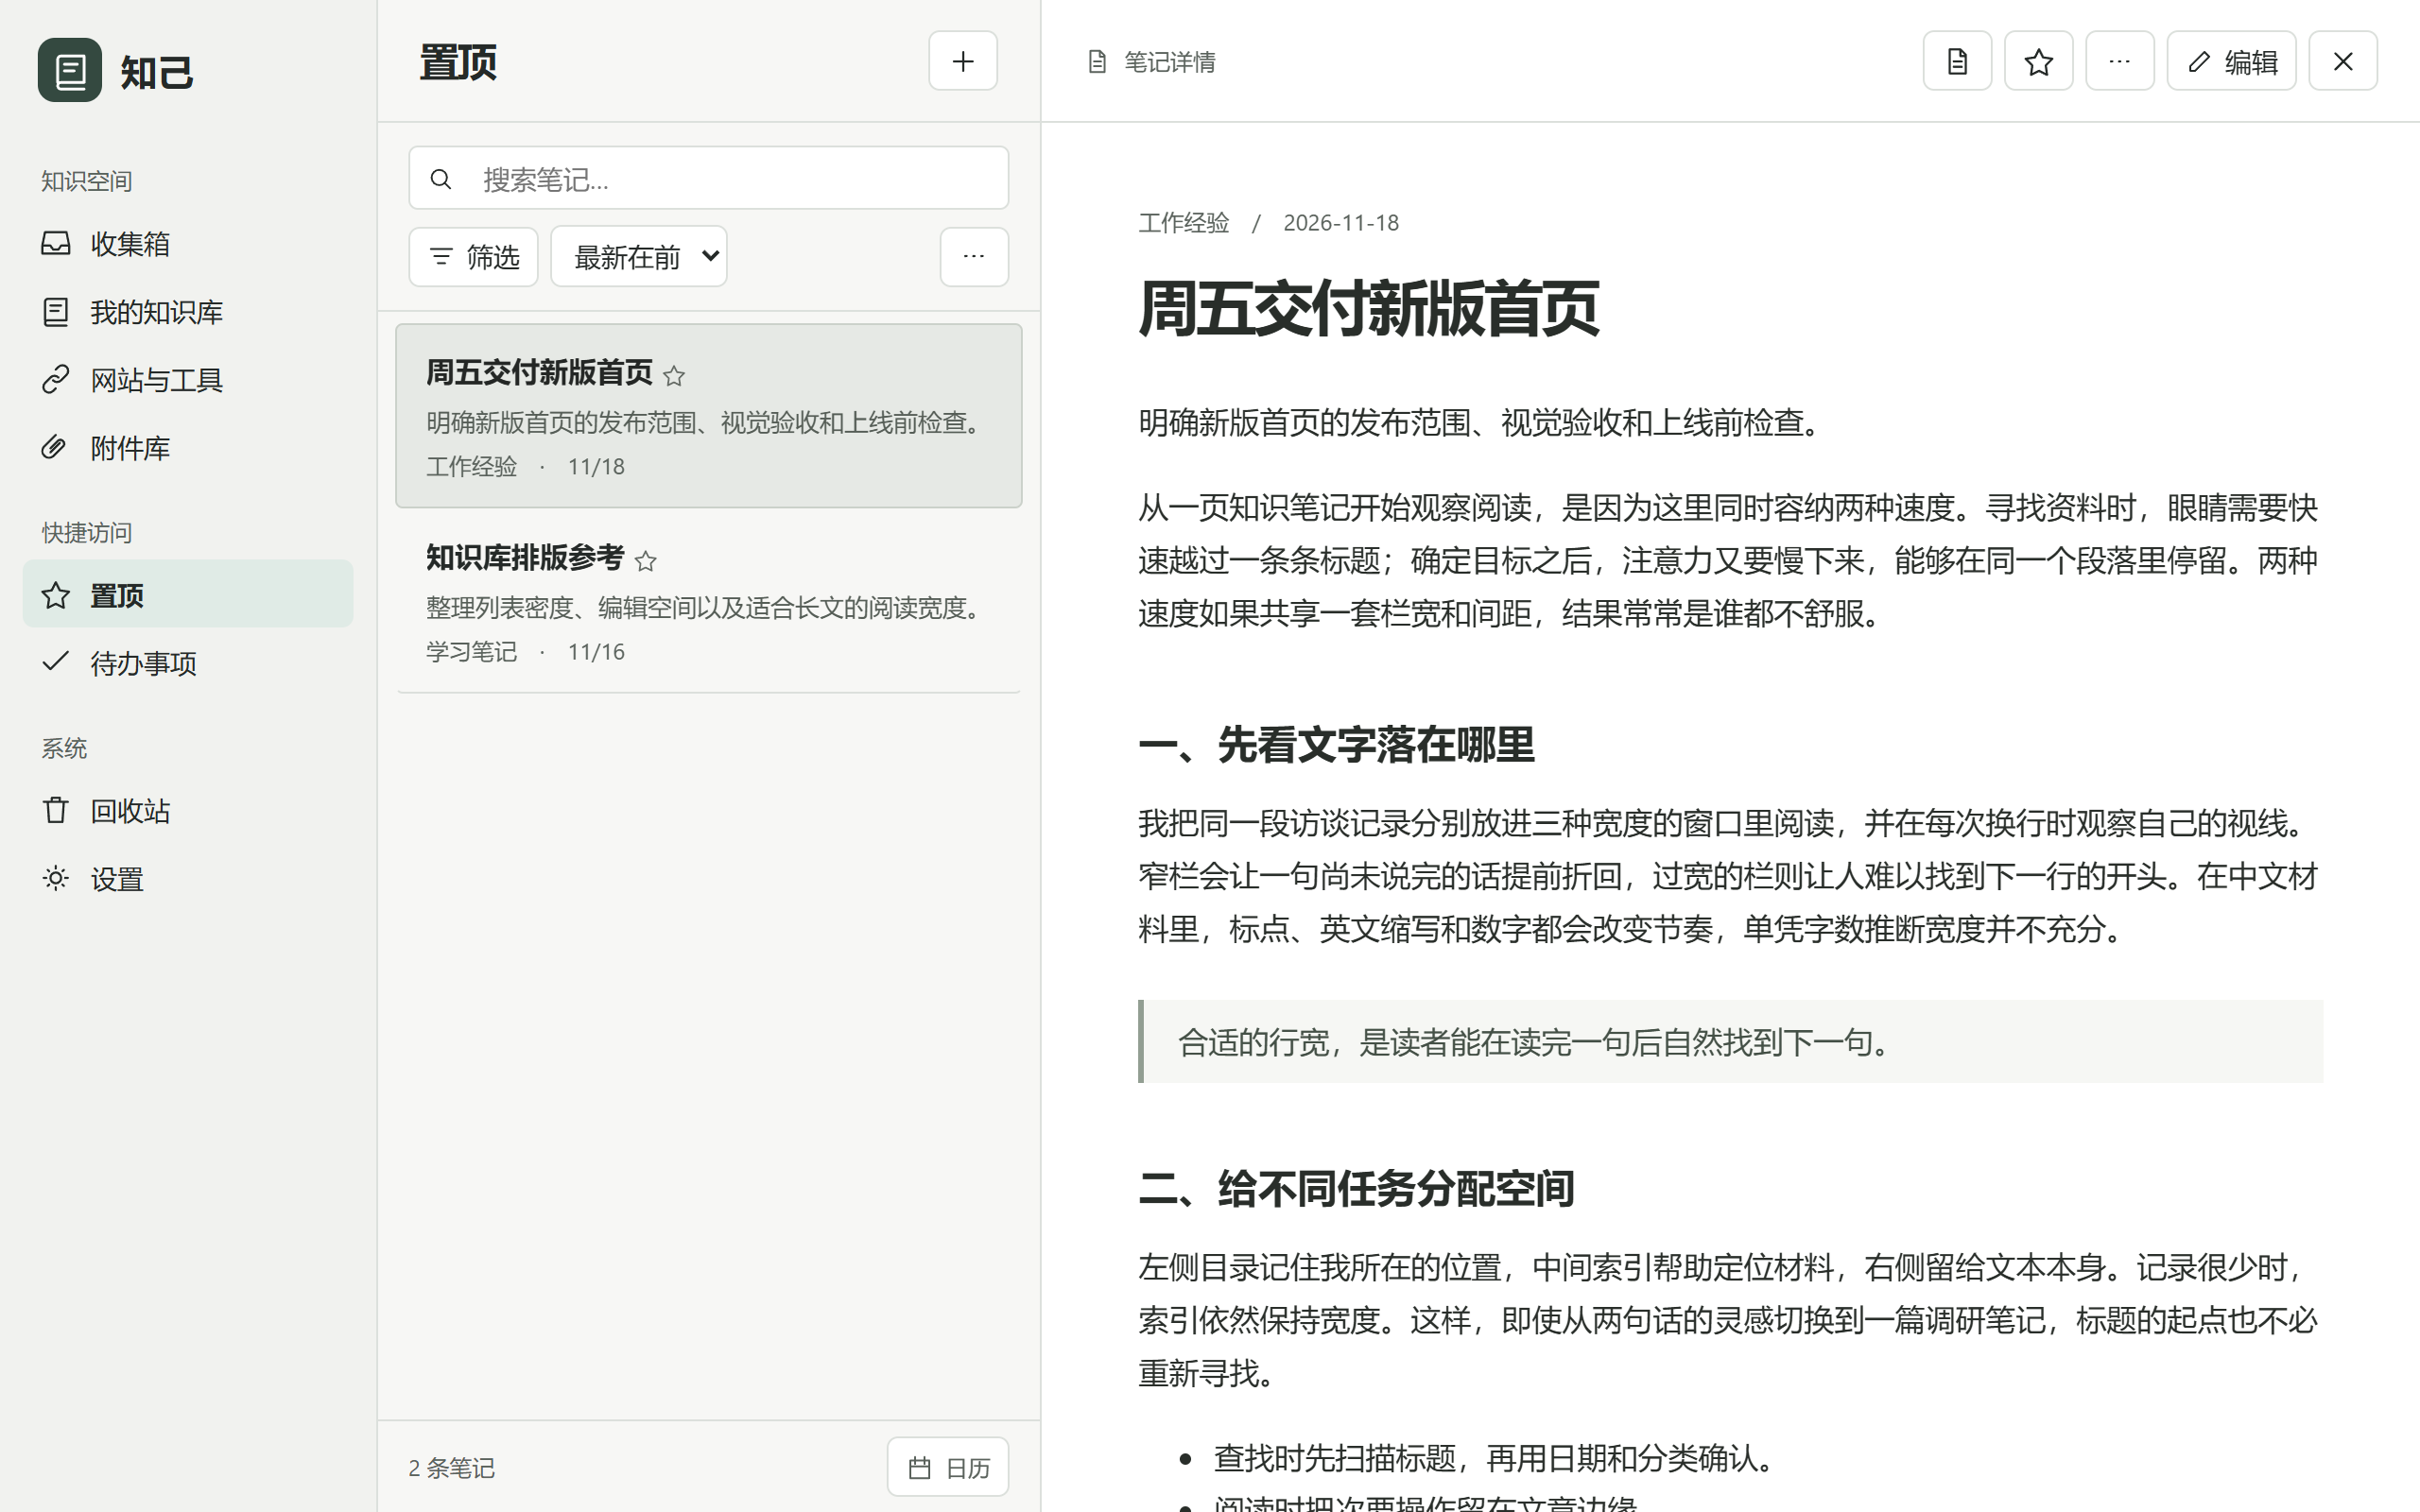 知己
知识空间
收集箱
我的知识库
网站与工具
附件库
快捷访问
置顶
待办事项
系统
回收站
设置
置顶
搜索笔记...
筛选
最新在前
周五交付新版首页
明确新版首页的发布范围、视觉验收和上线前检查。
工作经验 · 11/18
知识库排版参考
整理列表密度、编辑空间以及适合长文的阅读宽度。
学习笔记 · 11/16
2 条笔记
日历
笔记详情
编辑
工作经验 / 2026-11-18
周五交付新版首页
明确新版首页的发布范围、视觉验收和上线前检查。
从一页知识笔记开始观察阅读，是因为这里同时容纳两种速度。寻找资料时，眼睛需要快
速越过一条条标题；确定目标之后，注意力又要慢下来，能够在同一个段落里停留。两种
速度如果共享一套栏宽和间距，结果常常是谁都不舒服。
一、先看文字落在哪里
我把同一段访谈记录分别放进三种宽度的窗口里阅读，并在每次换行时观察自己的视线。
窄栏会让一句尚未说完的话提前折回，过宽的栏则让人难以找到下一行的开头。在中文材
料里，标点、英文缩写和数字都会改变节奏，单凭字数推断宽度并不充分。
合适的行宽，是读者能在读完一句后自然找到下一句。
二、给不同任务分配空间
左侧目录记住我所在的位置，中间索引帮助定位材料，右侧留给文本本身。记录很少时，
索引依然保持宽度。这样，即使从两句话的灵感切换到一篇调研笔记，标题的起点也不必
重新寻找。
查找时先扫描标题，再用日期和分类确认。
阅读时把次要操作留在文章边缘